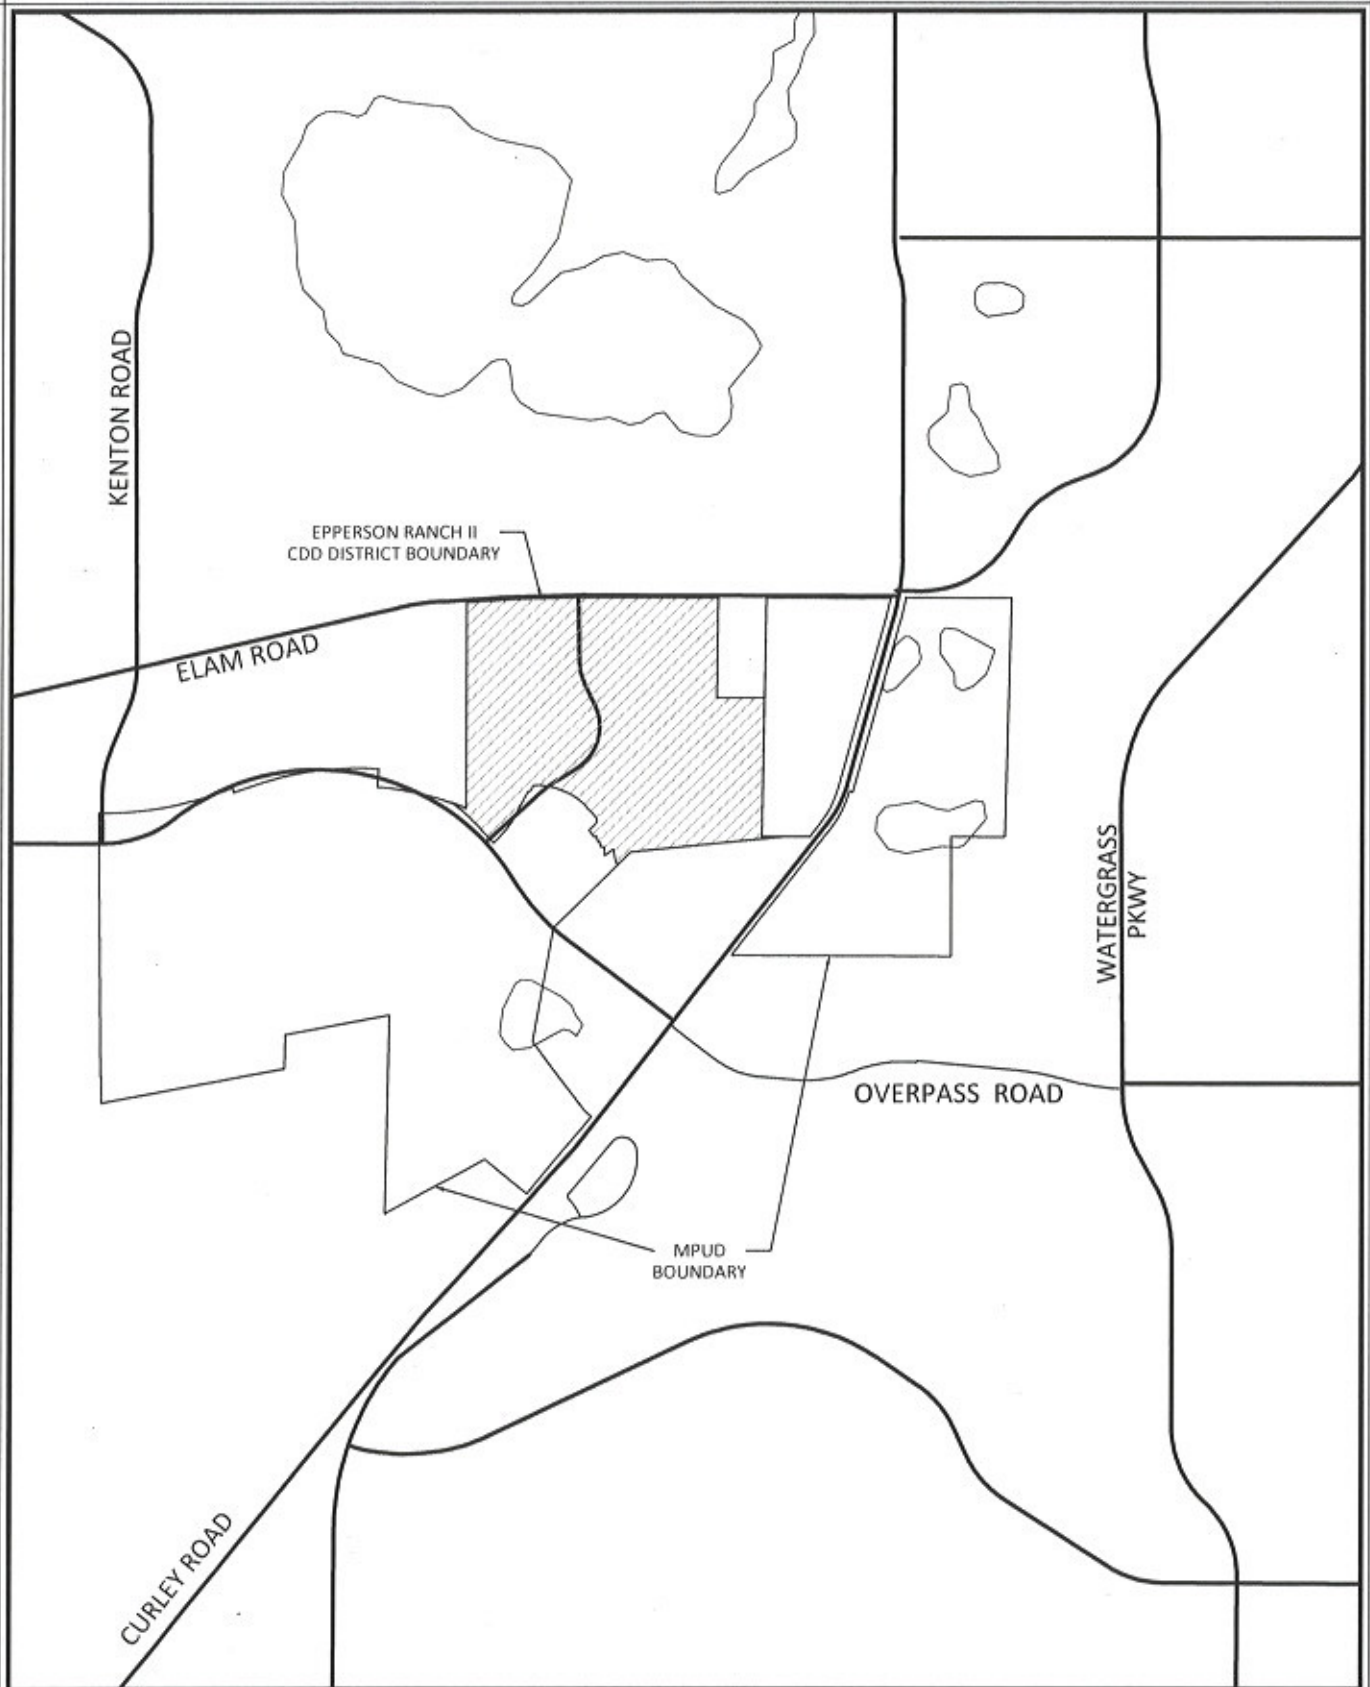 KENTON ROAD
EPPERSON RANCH II
CDD DISTRICT BOUNDARY
ELAM ROAD
WATERGRASS
PKWY
OVERPASS ROAD
MPUD
BOUNDARY
CURLEY ROAD